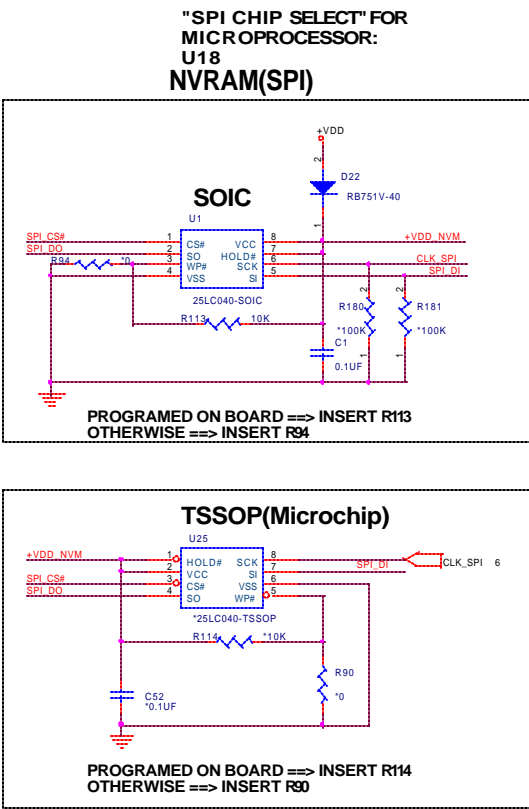 "SPI CHIP SELECT" FOR
MICROPROCESSOR:
U18
NVRAM(SPI)
+VDD
2
D22
RB751V-40
1
SOIC
U1
SPI_CS# 1 CS# VCC 8 +VDD_NVM
SPI_DO 2 SO HOLD# 7
R94 *0 3 WP# SCK 6 CLK_SPI
4 VSS SI 5 SPI_DI
25LC040-SOIC
R113 10K
R180 2 *100K 1
R181 2 *100K 1
C1
0.1UF
PROGRAMED ON BOARD ==> INSERT R113
OTHERWISE ==> INSERT R94
TSSOP(Microchip)
U25
+VDD_NVM 1 HOLD# SCK 8 CLK_SPI 6
2 VCC SI 7 SPI_DI
SPI_CS# 3 CS# VSS 6
SPI_DO 4 SO WP# 5
*25LC040-TSSOP
R114 *10K
R90
*0
C52
*0.1UF
PROGRAMED ON BOARD ==> INSERT R114
OTHERWISE ==> INSERT R90